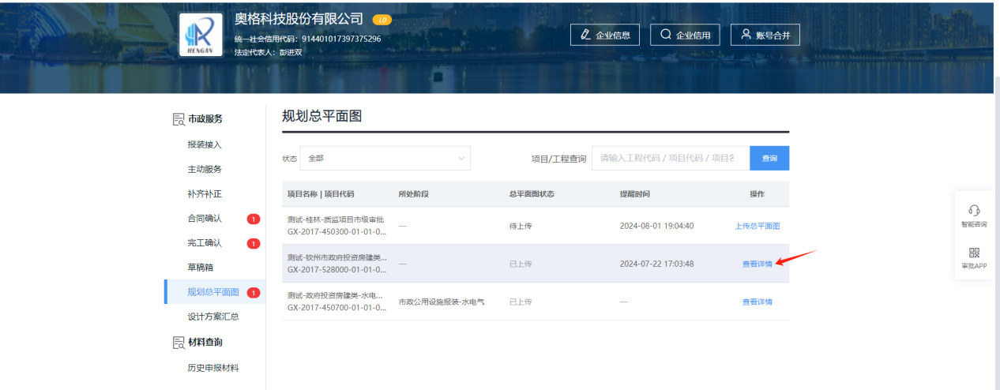 奥格科技股份有限公司 L0
统一社会信用代码：914401017397375296
法定代表人：彭进双
HENGAN
企业信息
企业信用
账号合并
市政服务
报装接入
主动服务
补齐补正
合同确认 1
完工确认 1
草稿箱
规划总平面图 1
设计方案汇总
材料查询
历史申报材料
规划总平面图
状态 全部
项目/工程查询 请输入工程代码 / 项目代码 / 项目名
查询
项目名称 | 项目代码 所处阶段 总平面图状态 提醒时间 操作
测试-桂林-质监项目市级审批
GX-2017-450300-01-01-0... — 待上传 2024-08-01 19:04:40 上传总平面图
测试-钦州市政府投资房建类...
GX-2017-528000-01-01-0... — 已上传 2024-07-22 17:03:48 查看详情
测试-政府投资房建类-水电...
GX-2017-450700-01-01-0... 市政公用设施报装-水电气 已上传 — 查看详情
智能咨询
审批APP